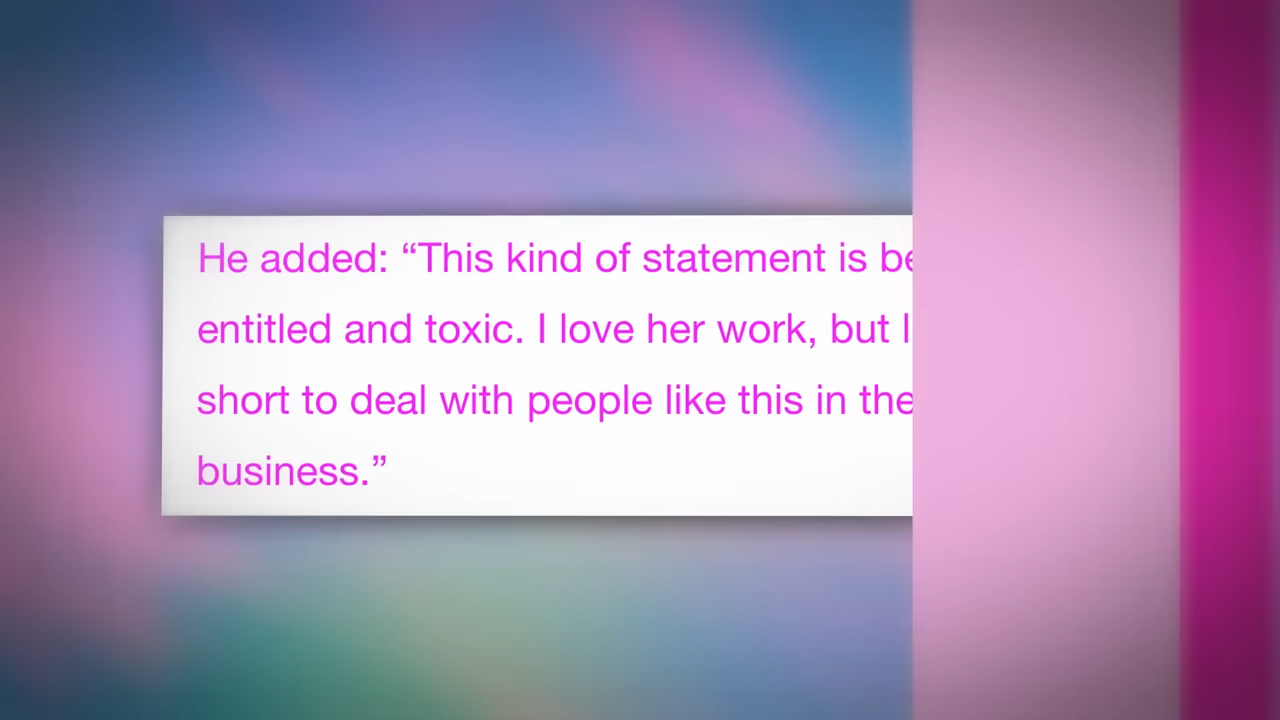 He added: “This kind of statement is
entitled and toxic. I love her work, but
short to deal with people like this in the
business.”